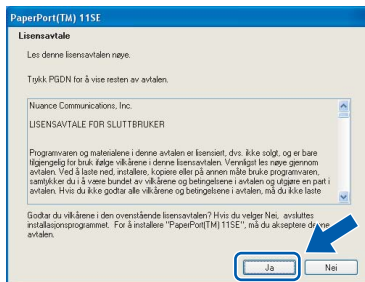 PaperPort(TM) 11SE
Lisensavtale
Les denne lisensavtalen nøye.
Trykk PGDN for å vise resten av avtalen.
Nuance Communications, Inc.
LISENSAVTALE FOR SLUTTBRUKER
Programvaren og materialene i denne avtalen er lisensiert, dvs. ikke solgt, og er bare
tilgjengelig for bruk ifølge vilkårene i denne lisensavtalen. Vennligst les nøye gjennom
avtalen. Ved å laste ned, installere, kopiere eller på annen måte bruke programvaren,
samtykker du i å være bundet av vilkårene og betingelsene i avtalen og utgjøre en part i
avtalen. Hvis du ikke godtar alle vilkårene og betingelsene i avtalen, må du ikke laste
Godtar du vilkårene i den ovenstående lisensavtalen? Hvis du velger Nei, avsluttes
installasjonsprogrammet. For å installere "PaperPort(TM) 11SE", må du akseptere denne
avtalen.
Ja
Nei